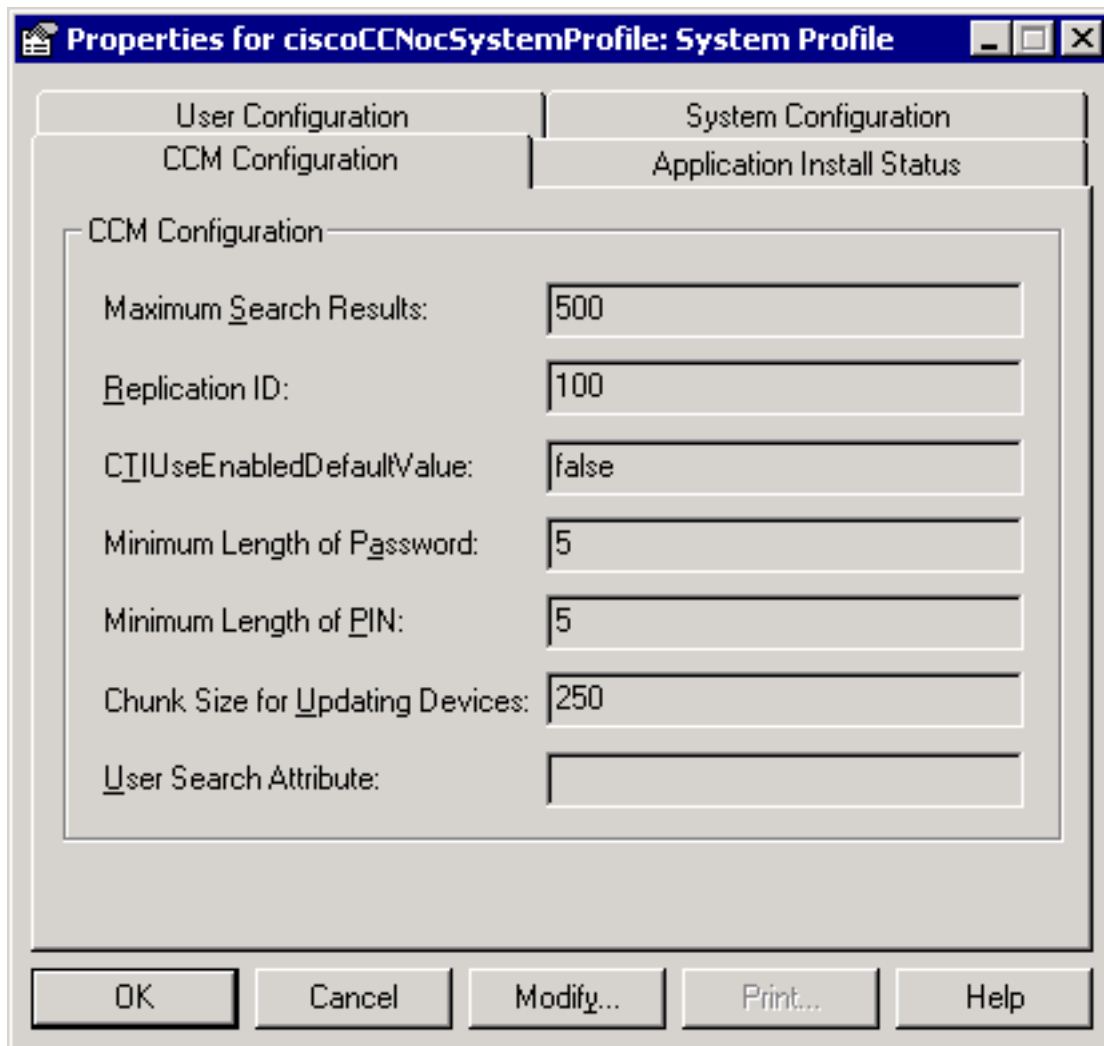 Properties for ciscoCCNocSystemProfile: System Profile
User Configuration
System Configuration
CCM Configuration
Application Install Status
CCM Configuration
Maximum Search Results: 500
Replication ID: 100
CTIUseEnabledDefaultValue: false
Minimum Length of Password: 5
Minimum Length of PIN: 5
Chunk Size for Updating Devices: 250
User Search Attribute:
OK
Cancel
Modify...
Print...
Help